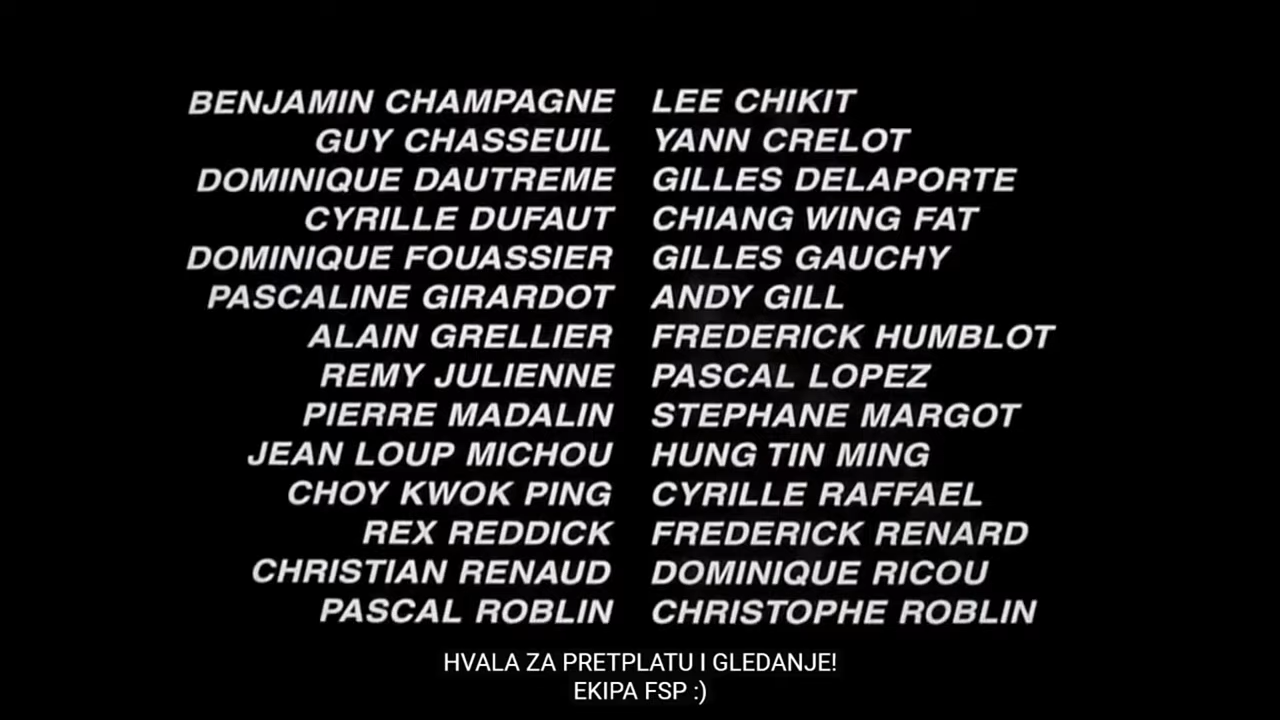 BENJAMIN CHAMPAGNE LEE CHIKIT
GUY CHASSEUIL YANN CRELOT
DOMINIQUE DAUTREME GILLES DELAPORTE
CYRILLE DUFAUT CHIANG WING FAT
DOMINIQUE FOUASSIER GILLES GAUCHY
PASCALINE GIRARDOT ANDY GILL
ALAIN GRELLIER FREDERICK HUMBLOT
REMY JULIENNE PASCAL LOPEZ
PIERRE MADALIN STEPHANE MARGOT
JEAN LOUP MICHOU HUNG TIN MING
CHOY KWOK PING CYRILLE RAFFAEL
REX REDDICK FREDERICK RENARD
CHRISTIAN RENAUD DOMINIQUE RICOU
PASCAL ROBLIN CHRISTOPHE ROBLIN
HVALA ZA PRETPLATU I GLEDANJE!
EKIPA FSP :)